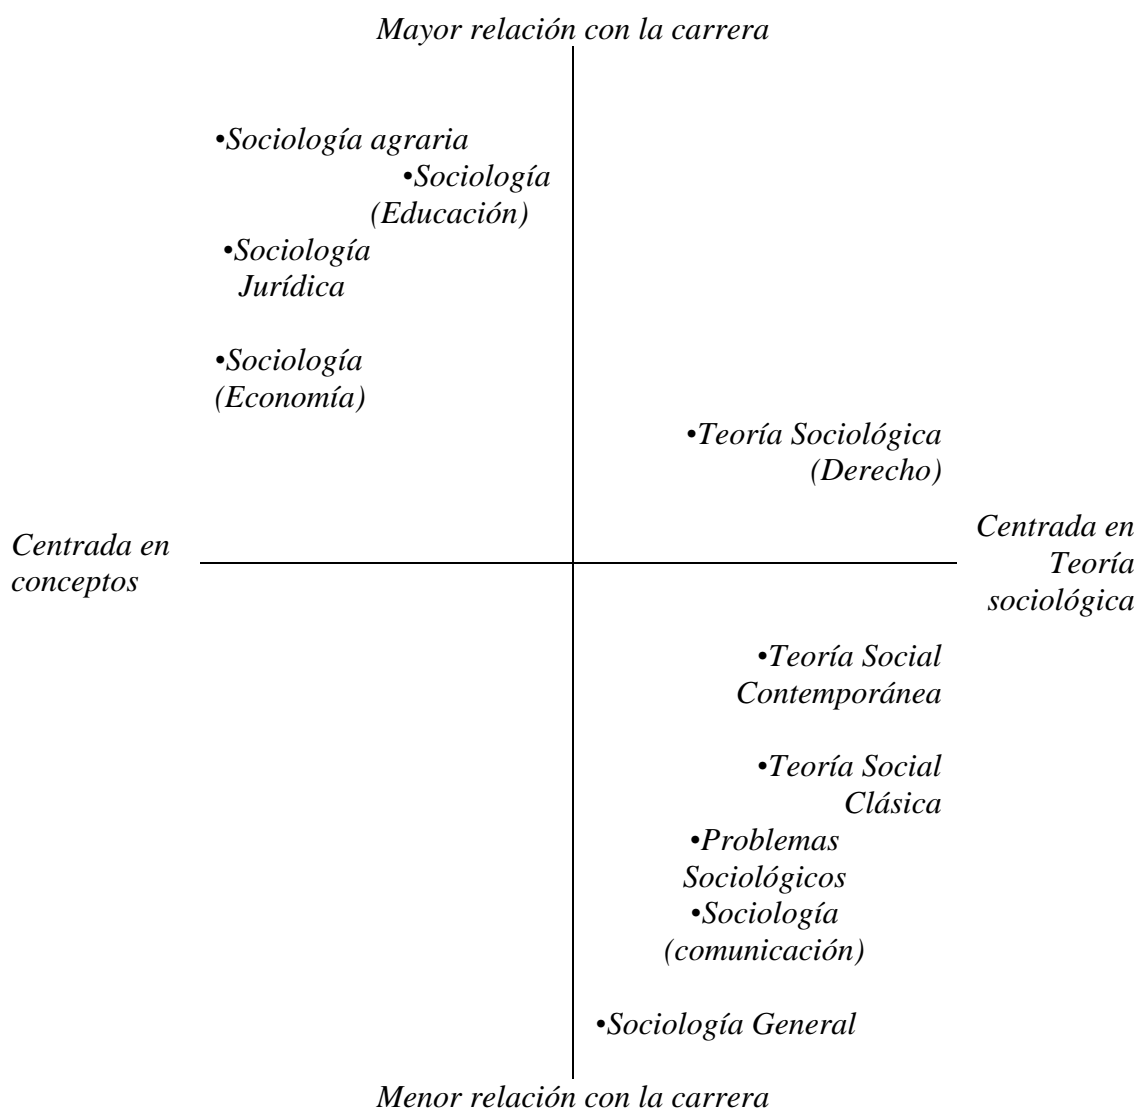 Mayor relación con la carrera
•Sociología agraria
•Sociología
(Educación)
•Sociología
Jurídica
•Sociología
(Economía)
•Teoría Sociológica
(Derecho)
Centrada en
conceptos
Centrada en
Teoría
sociológica
•Teoría Social
Contemporánea
•Teoría Social
Clásica
•Problemas
Sociológicos
•Sociología
(comunicación)
•Sociología General
Menor relación con la carrera